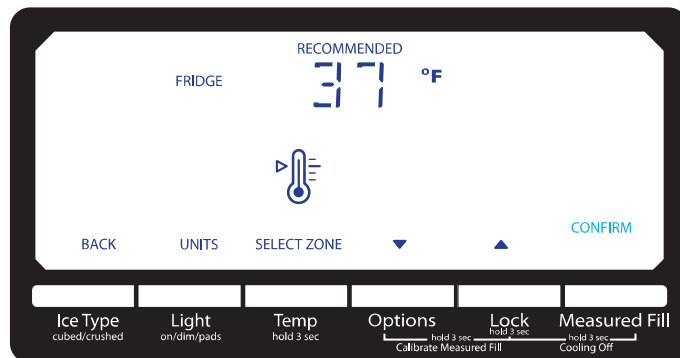 RECOMMENDED
FRIDGE 37 °F
CONFIRM
BACK UNITS SELECT ZONE
Ice Type Light Temp Options Lock Measured Fill
cubed/crushed on/dim/pads hold 3 sec hold 3 sec
hold 3 sec hold 3 sec
Calibrate Measured Fill Cooling Off